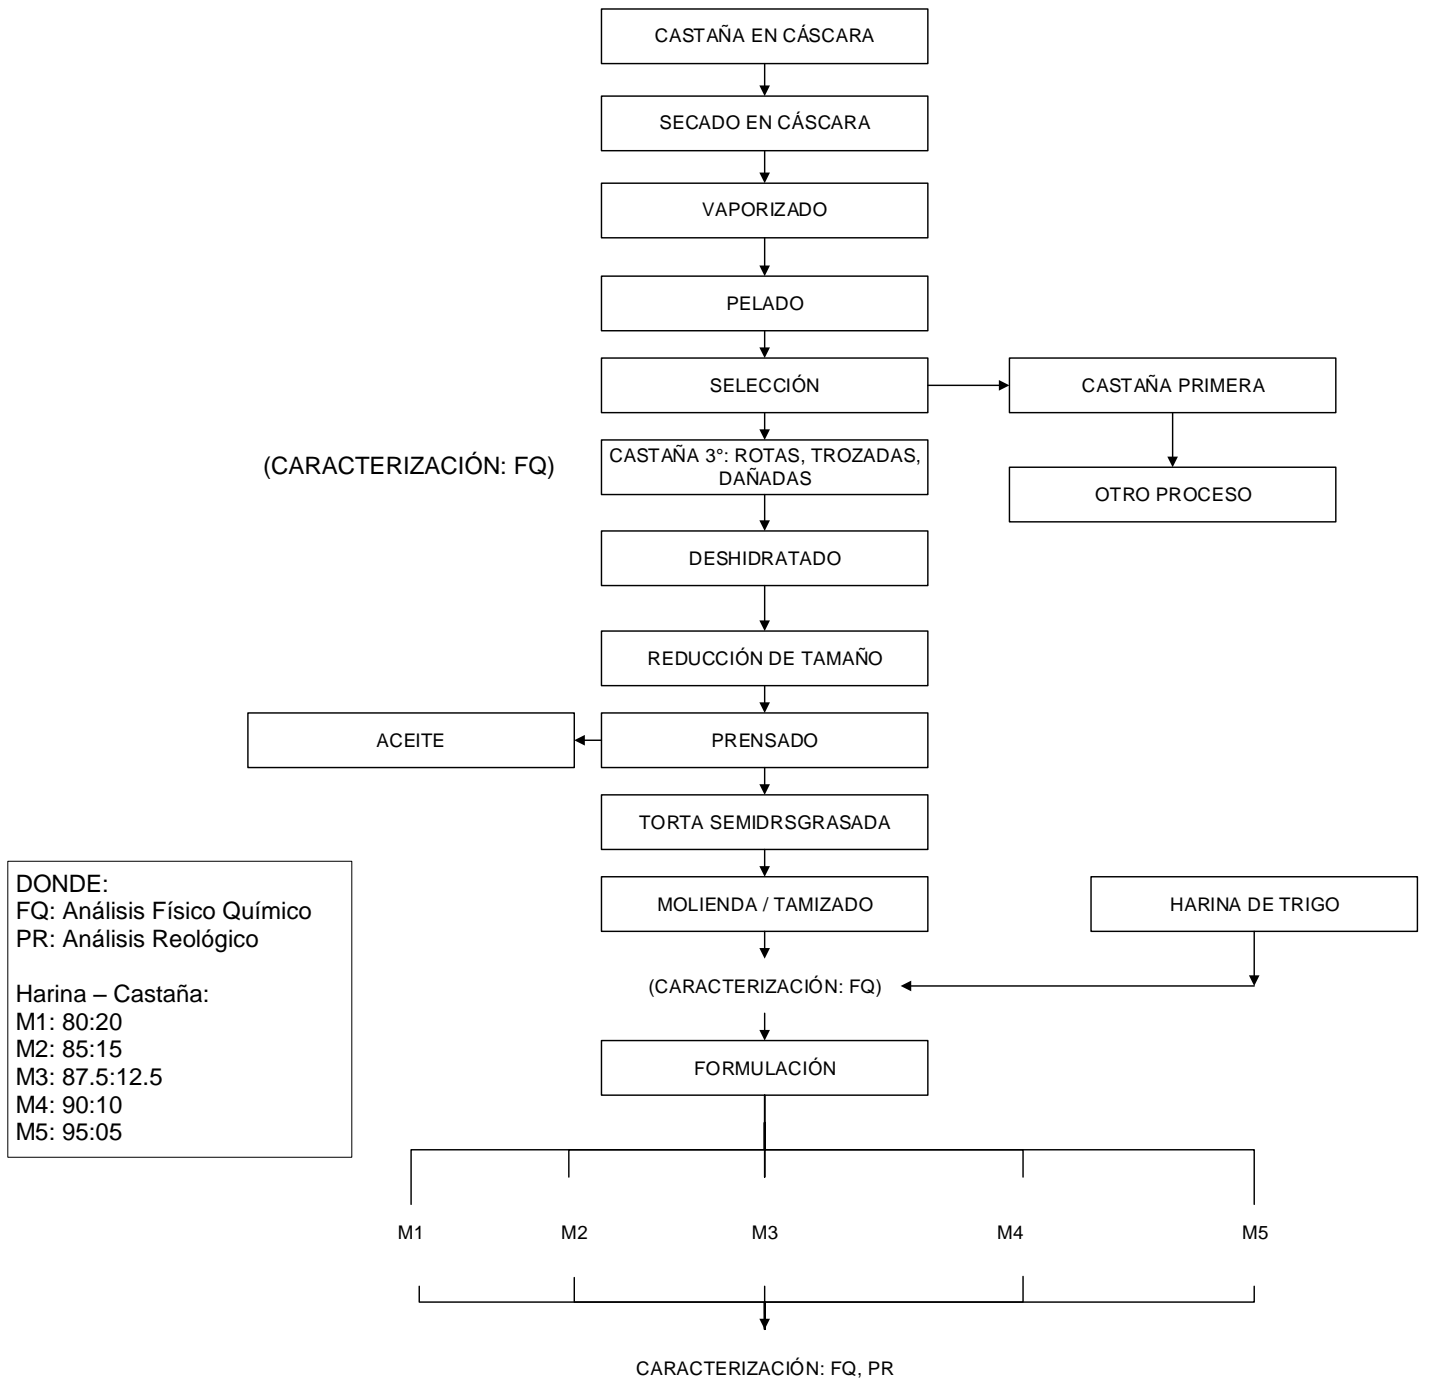 CASTAÑA EN CÁSCARA
SECADO EN CÁSCARA
VAPORIZADO
PELADO
SELECCIÓN
CASTAÑA PRIMERA
(CARACTERIZACIÓN: FQ)
CASTAÑA 3°: ROTAS, TROZADAS,
DAÑADAS
OTRO PROCESO
DESHIDRATADO
REDUCCIÓN DE TAMAÑO
ACEITE
PRENSADO
TORTA SEMIDRSGRASADA
MOLIENDA / TAMIZADO
HARINA DE TRIGO
(CARACTERIZACIÓN: FQ)
FORMULACIÓN
DONDE:
FQ: Análisis Físico Químico
PR: Análisis Reológico
Harina – Castaña:
M1: 80:20
M2: 85:15
M3: 87.5:12.5
M4: 90:10
M5: 95:05
M1 M2 M3 M4 M5
CARACTERIZACIÓN: FQ, PR